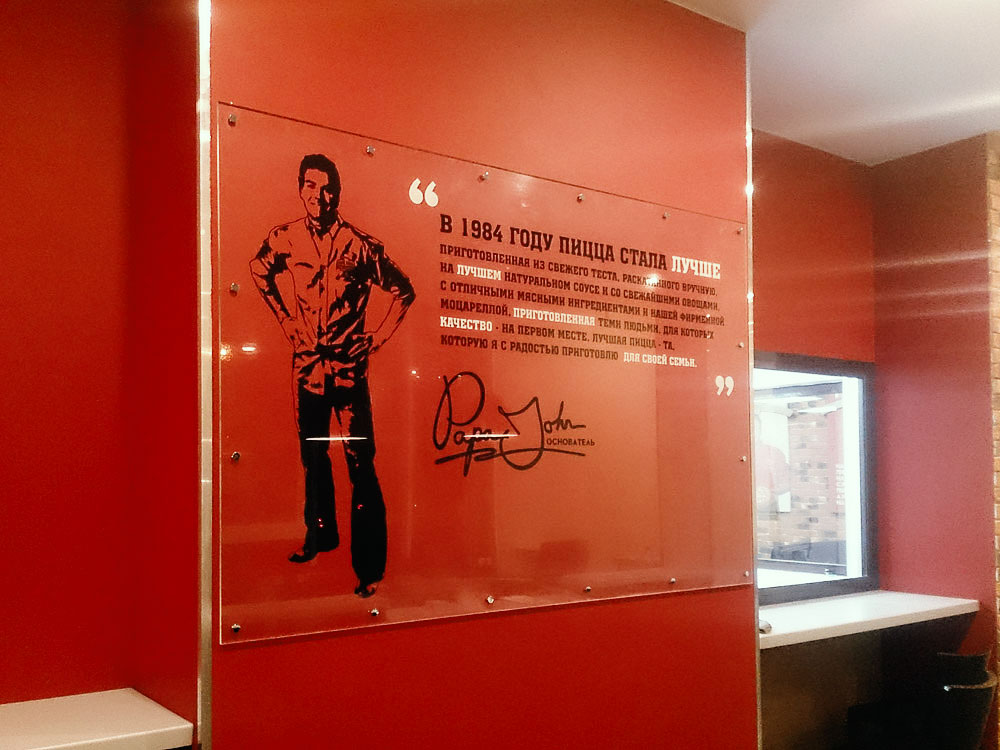 “
В 1984 ГОДУ ПИЦЦА СТАЛА ЛУЧШЕ
ПРИГОТОВЛЕННАЯ ИЗ СВЕЖЕГО ТЕСТА, РАСКАТАННОГО ВРУЧНУЮ,
НА ЛУЧШЕМ НАТУРАЛЬНОМ СОУСЕ И СО СВЕЖАЙШИМИ ОВОЩАМИ,
С ОТЛИЧНЫМИ МЯСНЫМИ ИНГРЕДИЕНТАМИ И НАШЕЙ ФИРМЕННОЙ
МОЦАРЕЛЛОЙ, ПРИГОТОВЛЕННАЯ ТЕМИ ЛЮДЬМИ, ДЛЯ КОТОРЫХ
КАЧЕСТВО - НА ПЕРВОМ МЕСТЕ. ЛУЧШАЯ ПИЦЦА - ТА,
КОТОРУЮ Я С РАДОСТЬЮ ПРИГОТОВЛЮ ДЛЯ СВОЕЙ СЕМЬИ.
”
Papa John
ОСНОВАТЕЛЬ